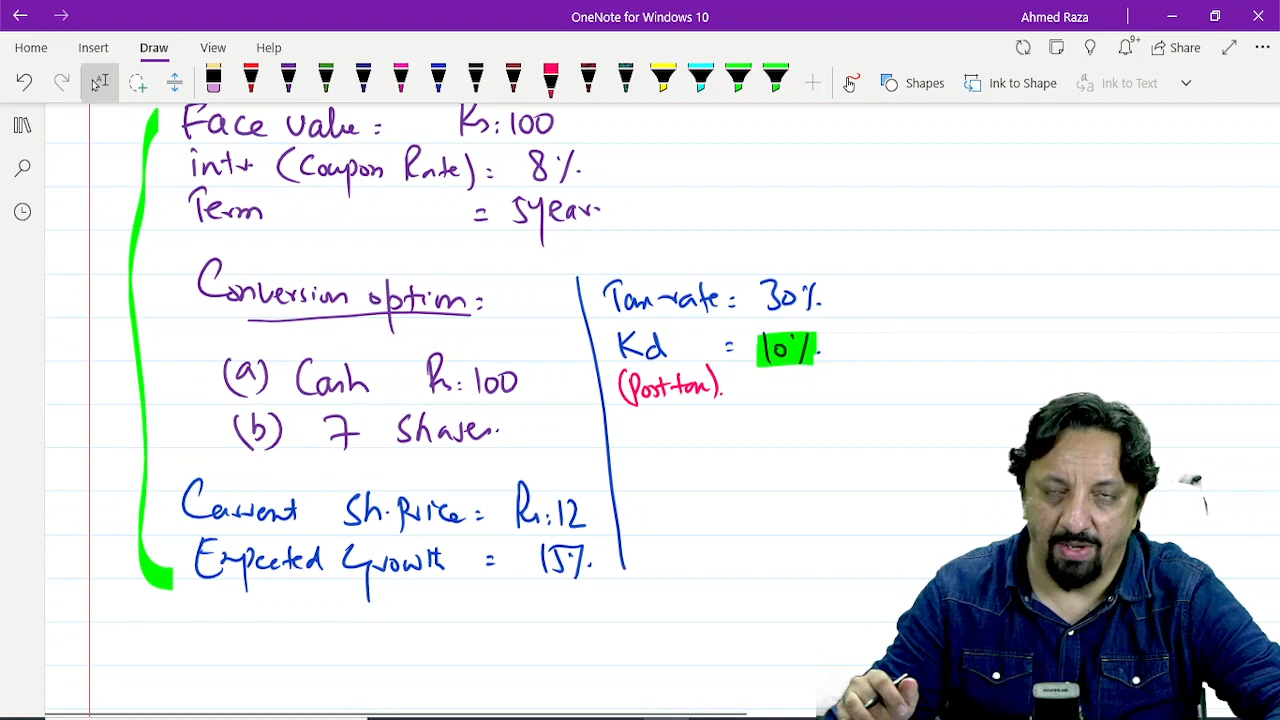 OneNote for Windows 10
Ahmed Raza
Home Insert Draw View Help
Share
Shapes
Ink to Shape
Ink to Text
Face value : Rs: 100
intr (Coupon Rate) : 8%.
Term = 5year.
Conversion option :
(a) Cash Rs: 100
(b) 7 Shares.
Current Sh. Price = Rs: 12
Expected Growth = 15%.
Tax rate = 30%.
Kd = 10%.
(Post tax).